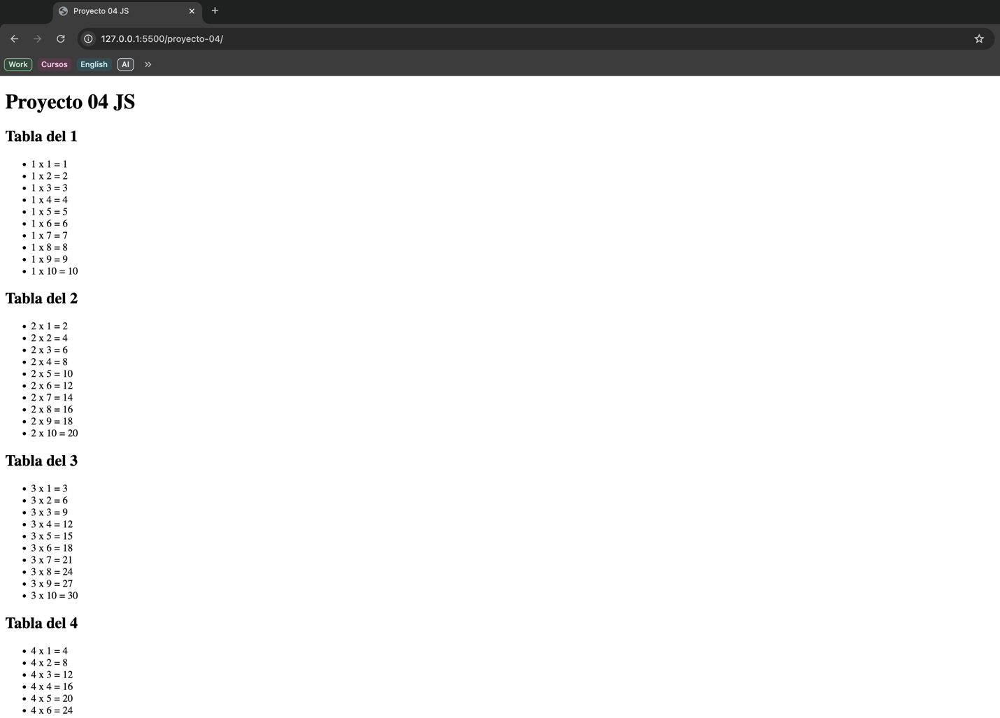 Proyecto 04 JS
127.0.0.1:5500/proyecto-04/
Work Cursos English AI
Proyecto 04 JS
Tabla del 1
1 x 1 = 1
1 x 2 = 2
1 x 3 = 3
1 x 4 = 4
1 x 5 = 5
1 x 6 = 6
1 x 7 = 7
1 x 8 = 8
1 x 9 = 9
1 x 10 = 10
Tabla del 2
2 x 1 = 2
2 x 2 = 4
2 x 3 = 6
2 x 4 = 8
2 x 5 = 10
2 x 6 = 12
2 x 7 = 14
2 x 8 = 16
2 x 9 = 18
2 x 10 = 20
Tabla del 3
3 x 1 = 3
3 x 2 = 6
3 x 3 = 9
3 x 4 = 12
3 x 5 = 15
3 x 6 = 18
3 x 7 = 21
3 x 8 = 24
3 x 9 = 27
3 x 10 = 30
Tabla del 4
4 x 1 = 4
4 x 2 = 8
4 x 3 = 12
4 x 4 = 16
4 x 5 = 20
4 x 6 = 24